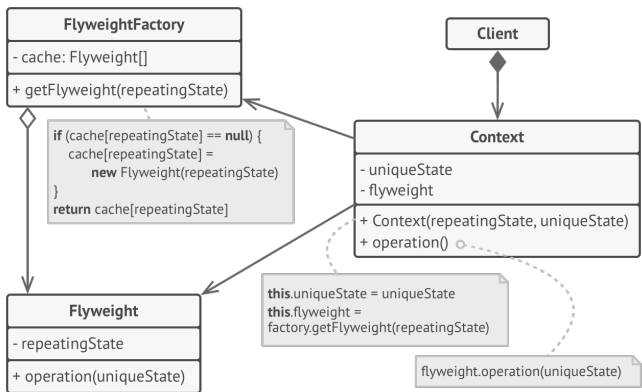 FlyweightFactory
- cache: Flyweight[]
+ getFlyweight(repeatingState)
if (cache[repeatingState] == null) {
cache[repeatingState] =
new Flyweight(repeatingState)
}
return cache[repeatingState]
Client
Context
- uniqueState
- flyweight
+ Context(repeatingState, uniqueState)
+ operation()
this.uniqueState = uniqueState
this.flyweight =
factory.getFlyweight(repeatingState)
flyweight.operation(uniqueState)
Flyweight
- repeatingState
+ operation(uniqueState)